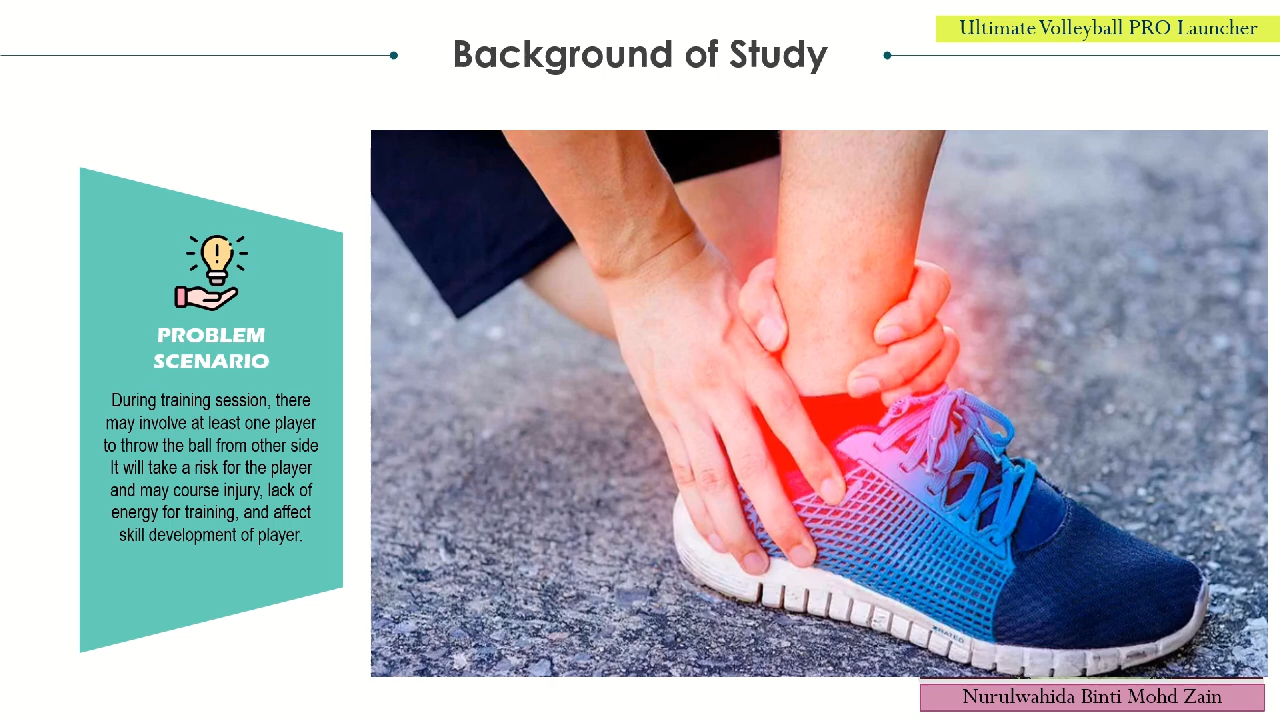 Ultimate Volleyball PRO Launcher
Background of Study
PROBLEM
SCENARIO
During training session, there
may involve at least one player
to throw the ball from other side
It will take a risk for the player
and may course injury, lack of
energy for training, and affect
skill development of player.
Nurulwahida Binti Mohd Zain